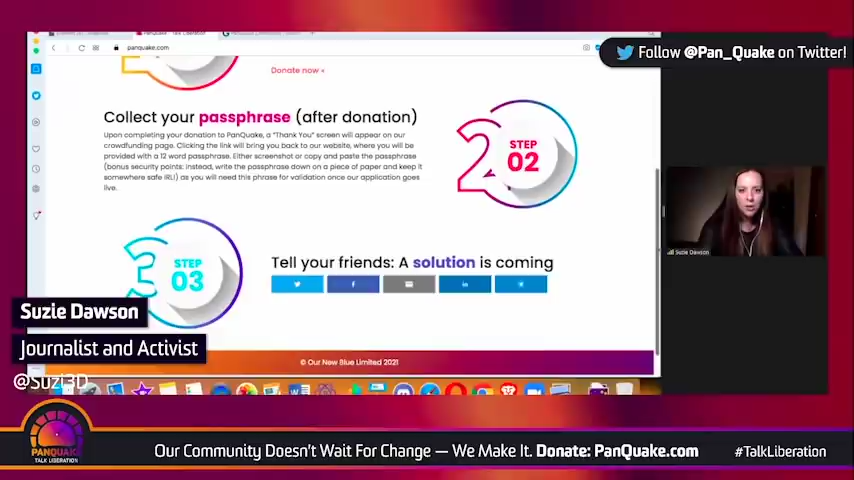 PanQuake - Talk Liberation
panquake.com
Follow @Pan_Quake on Twitter!
Donate now «
Collect your passphrase (after donation)
Upon completing your donation to PanQuake, a "Thank You" screen will appear on our
crowdfunding page. Clicking the link will bring you back to our website, where you will be
provided with a 12 word passphrase. Either screenshot or copy and paste the passphrase
(bonus security points: instead, write the passphrase down on a piece of paper and keep it
somewhere safe IRL!) as you will need this phrase for validation once our application goes
live.
2
STEP
02
Suzie Dawson
3
STEP
03
Tell your friends: A solution is coming
Suzie Dawson
Journalist and Activist
@Suzi3D
© Our New Blue Limited 2021
PANQUAKE
TALK LIBERATION
Our Community Doesn't Wait For Change — We Make It. Donate: PanQuake.com
#TalkLiberation